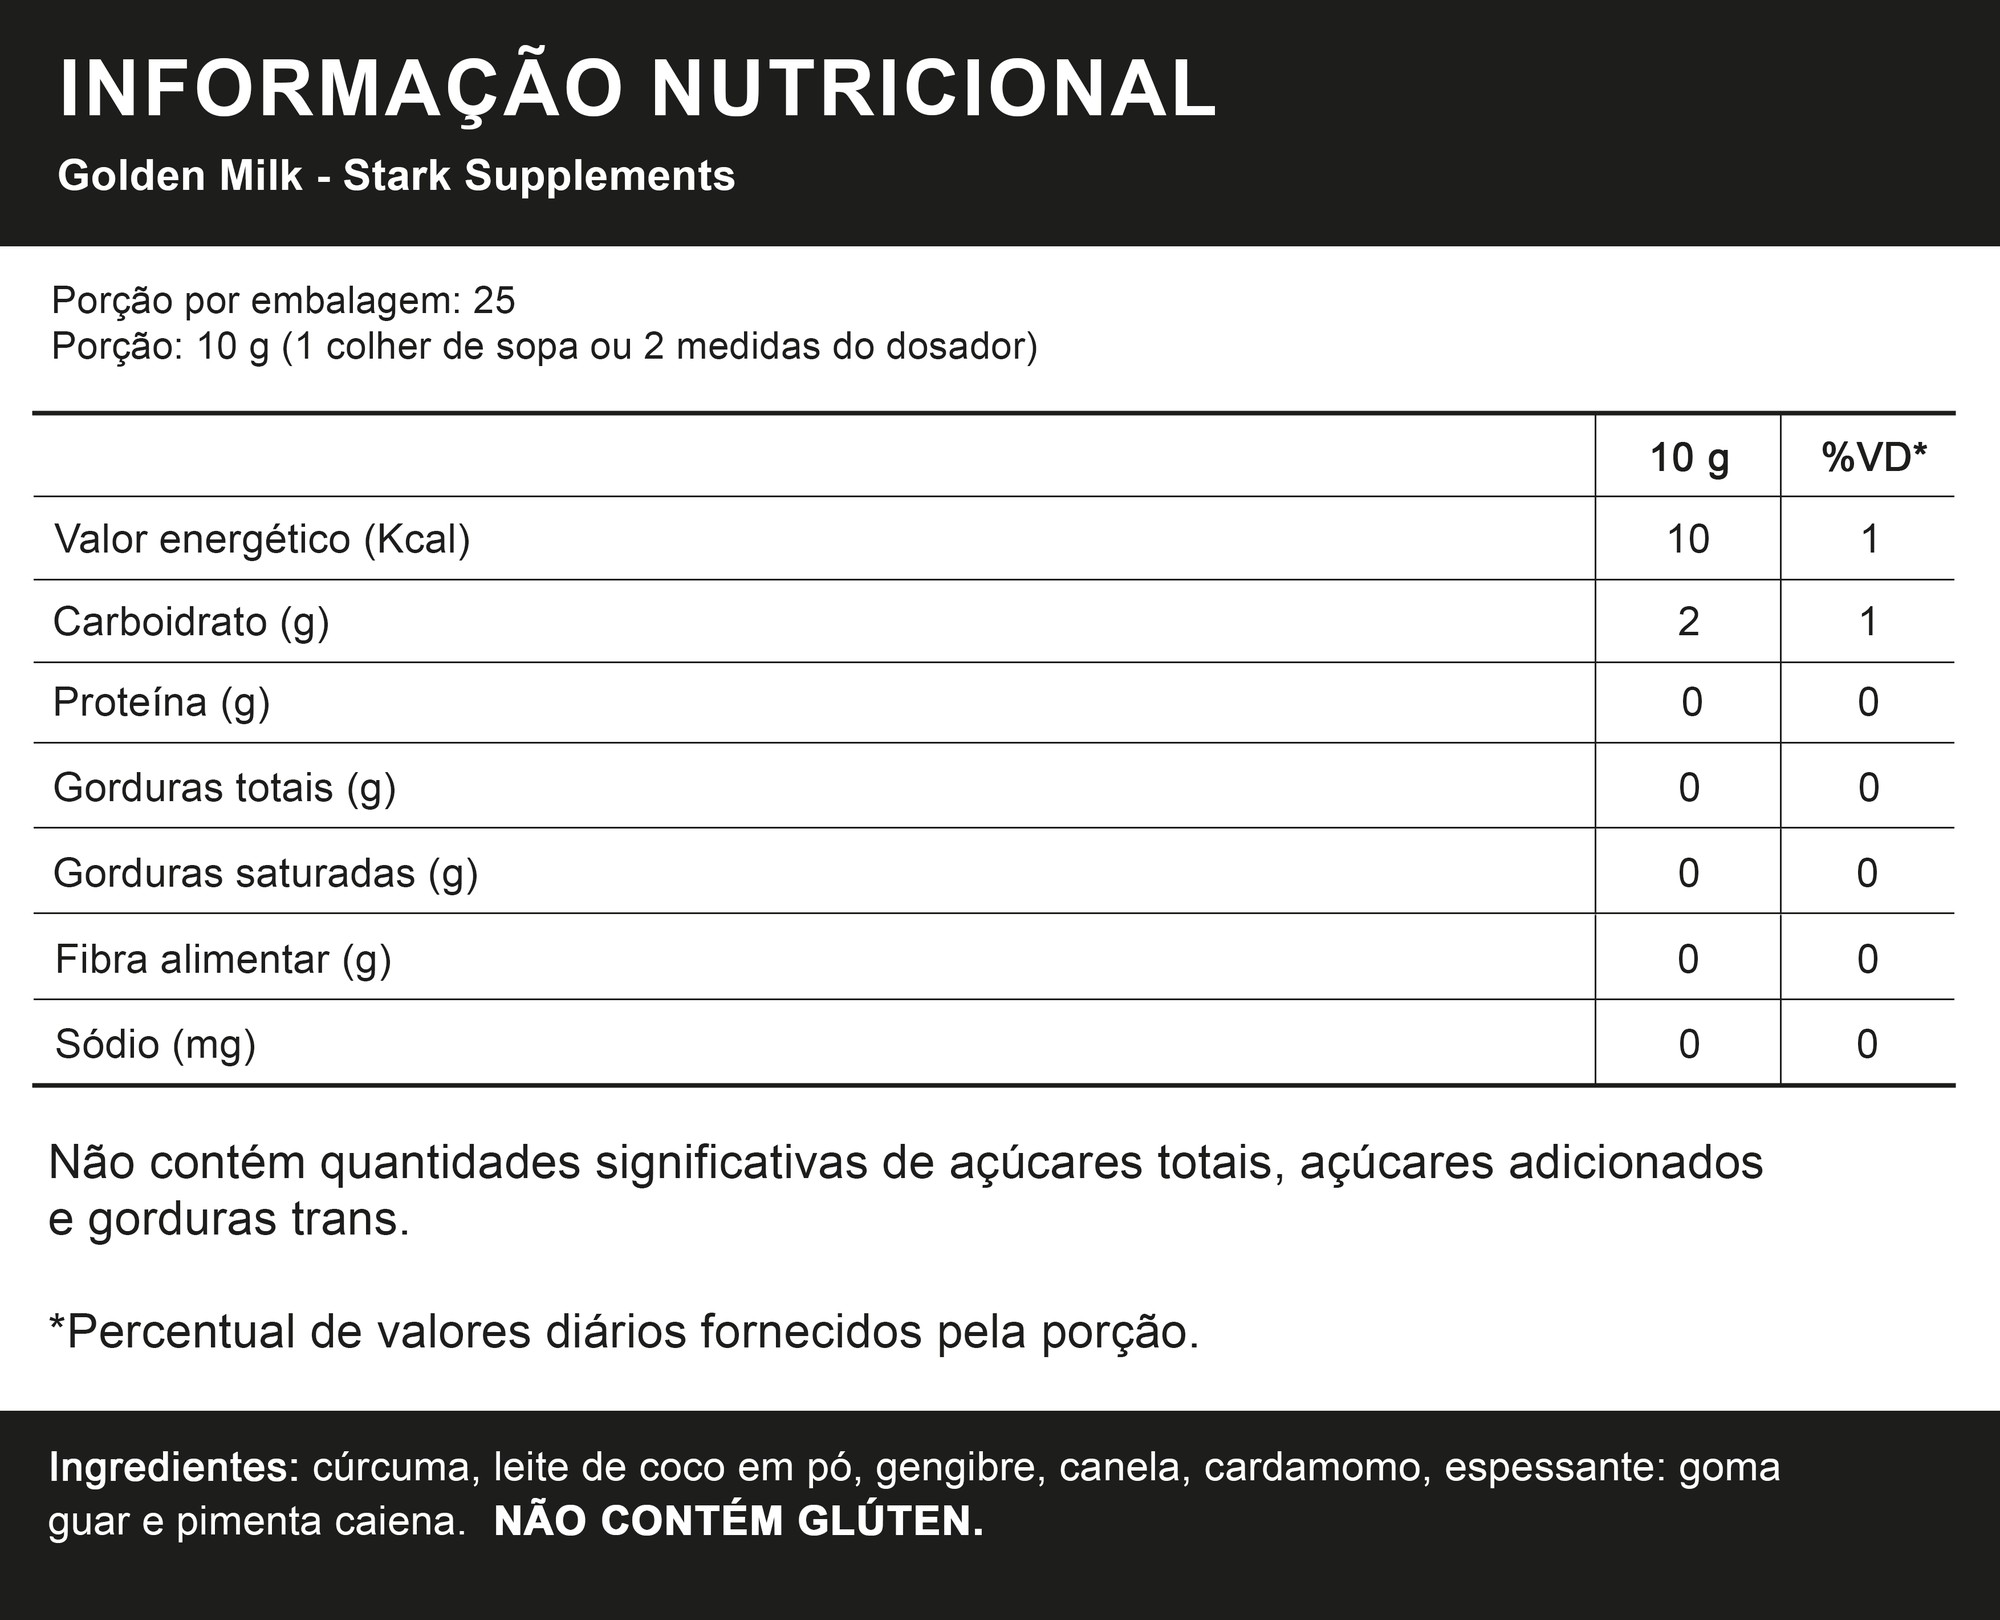 INFORMAÇÃO NUTRICIONAL
Golden Milk - Stark Supplements
Porção por embalagem: 25
Porção: 10 g (1 colher de sopa ou 2 medidas do dosador)
10 g %VD*
Valor energético (Kcal) 10 1
Carboidrato (g) 2 1
Proteína (g) 0 0
Gorduras totais (g) 0 0
Gorduras saturadas (g) 0 0
Fibra alimentar (g) 0 0
Sódio (mg) 0 0
Não contém quantidades significativas de açúcares totais, açúcares adicionados
e gorduras trans.
*Percentual de valores diários fornecidos pela porção.
Ingredientes: cúrcuma, leite de coco em pó, gengibre, canela, cardamomo, espessante: goma
guar e pimenta caiena. NÃO CONTÉM GLÚTEN.